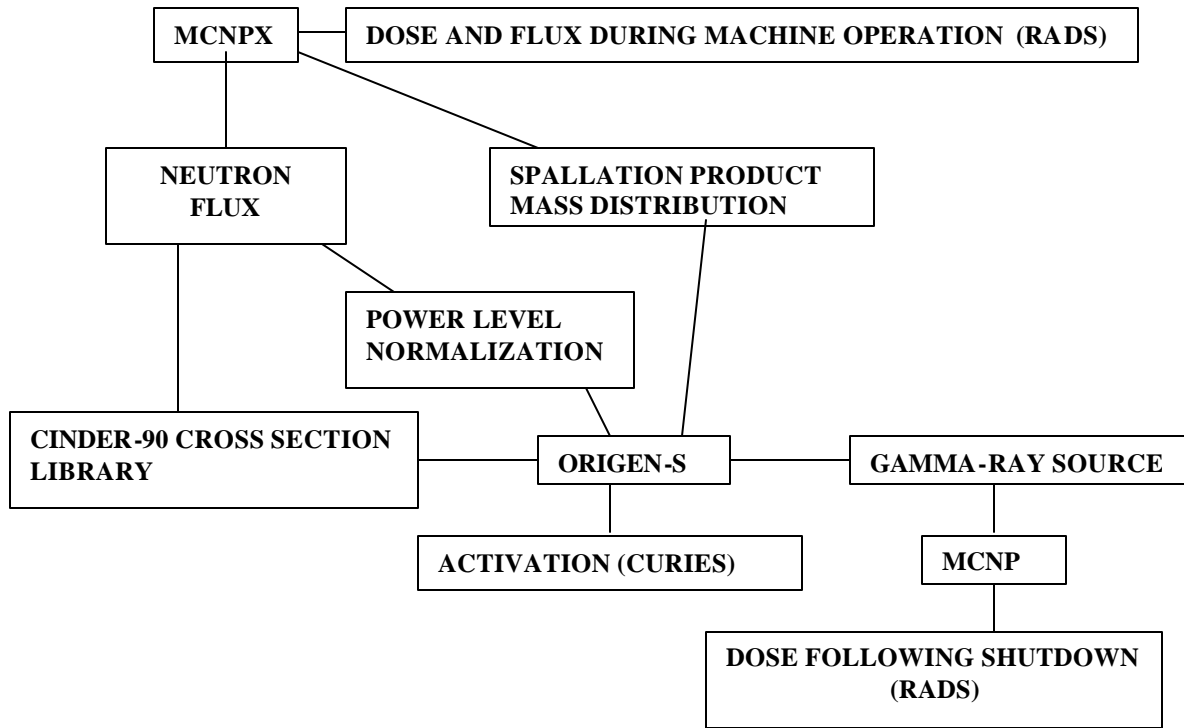 MCNPX
DOSE AND FLUX DURING MACHINE OPERATION (RADS)
NEUTRON
FLUX
SPALLATION PRODUCT
MASS DISTRIBUTION
POWER LEVEL
NORMALIZATION
CINDER-90 CROSS SECTION
LIBRARY
ORIGEN-S
GAMMA-RAY SOURCE
ACTIVATION (CURIES)
MCNP
DOSE FOLLOWING SHUTDOWN
(RADS)